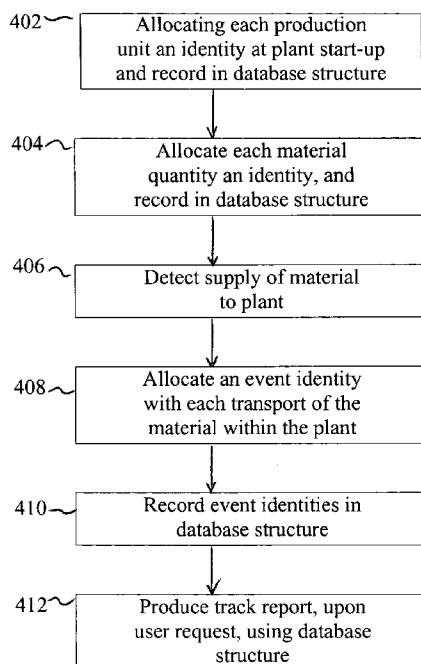 402
Allocating each production
unit an identity at plant start-up
and record in database structure
404
Allocate each material
quantity an identity, and
record in database structure
406
Detect supply of material
to plant
408
Allocate an event identity
with each transport of the
material within the plant
410
Record event identities in
database structure
412
Produce track report, upon
user request, using database
structure